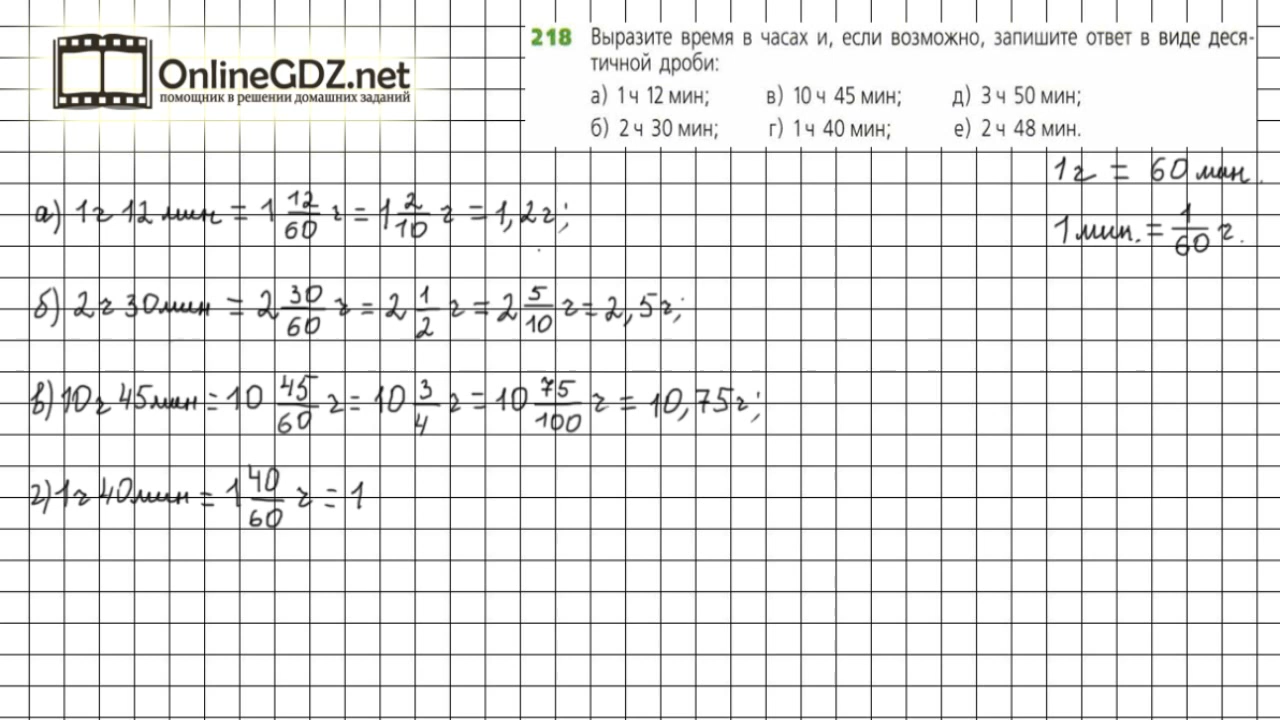 OnlineGDZ.net
помощник в решении домашних заданий
218 Выразите время в часах и, если возможно, запишите ответ в виде деся-
тичной дроби:
а) 1 ч 12 мин; в) 10 ч 45 мин; д) 3 ч 50 мин;
б) 2 ч 30 мин; г) 1 ч 40 мин; е) 2 ч 48 мин.
1ч = 60 мин.
1 мин. = 1/60 ч.
а) 1ч 12 мин = 1 12/60 ч = 1 2/10 ч = 1,2ч;
б) 2ч 30мин = 2 30/60 ч = 2 1/2 ч = 2 5/10 ч = 2,5ч;
в) 10ч 45мин = 10 45/60 ч = 10 3/4 ч = 10 75/100 ч = 10,75ч;
г) 1ч 40мин = 1 40/60 ч = 1